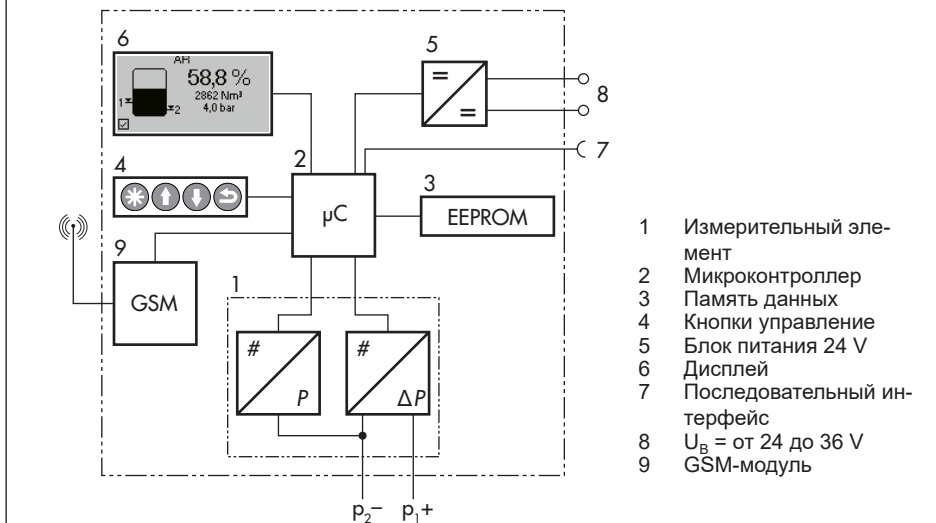 6
AR
58,8 %
2862 Nm³
4,0 bar
1
2
5
8
7
4
2
µC
3
EEPROM
9
GSM
1
#
P
#
ΔP
p₂–
p₁+
1 Измерительный эле-
мент
2 Микроконтроллер
3 Память данных
4 Кнопки управление
5 Блок питания 24 V
6 Дисплей
7 Последовательный ин-
терфейс
8 U_B = от 24 до 36 V
9 GSM-модуль